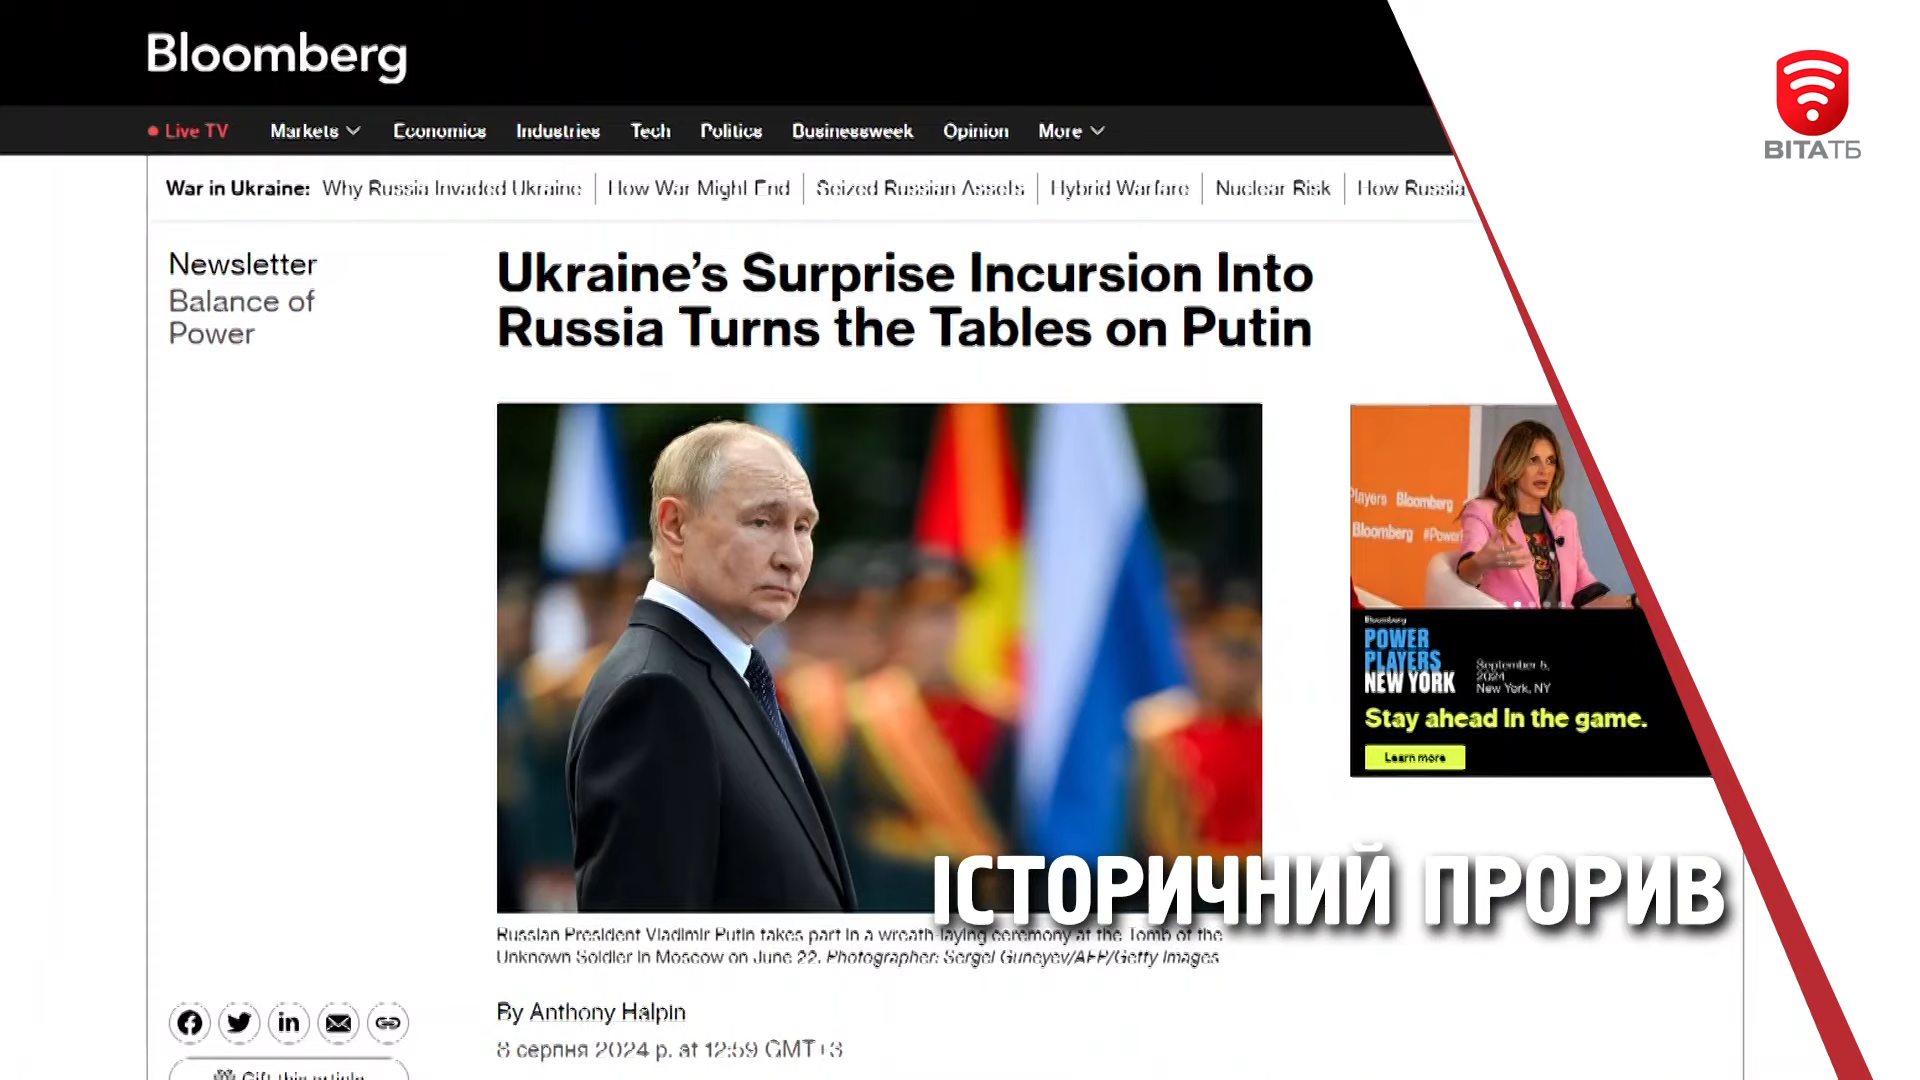 Bloomberg
Live TV Markets Economics Industries Tech Politics Businessweek Opinion More
ВІТАТБ
War in Ukraine: Why Russia Invaded Ukraine How War Might End Seized Russian Assets Hybrid Warfare Nuclear Risk How Russia
Newsletter
Balance of
Power
Ukraine’s Surprise Incursion Into
Russia Turns the Tables on Putin
Players Bloomberg
Bloomberg #Power
Bloomberg
POWER
PLAYERS
NEW YORK
September 5,
2024
New York, NY
Stay ahead in the game.
Learn more
ІСТОРИЧНИЙ ПРОРИВ
Russian President Vladimir Putin takes part in a wreath-laying ceremony at the Tomb of the
Unknown Soldier in Moscow on June 22. Photographer: Sergei Guneyev/AFP/Getty Images
By Anthony Halpin
8 серпня 2024 р. at 12:59 GMT+3
Gift this article